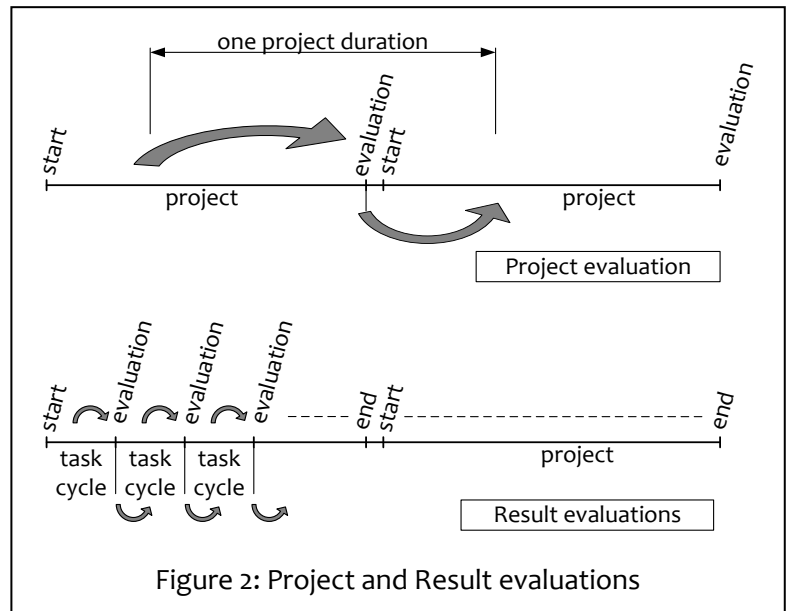 one project duration
start
evaluation
start
evaluation
project
project
Project evaluation
start
evaluation
evaluation
evaluation
end
start
end
task
cycle
task
cycle
task
cycle
project
Result evaluations
Figure 2: Project and Result evaluations